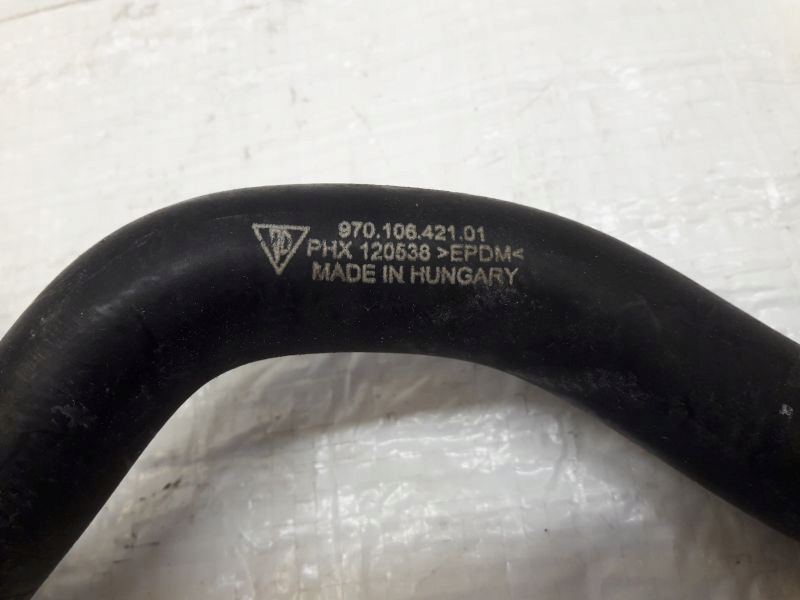 970.106.421.01
PHX 120538 >EPDM<
MADE IN HUNGARY